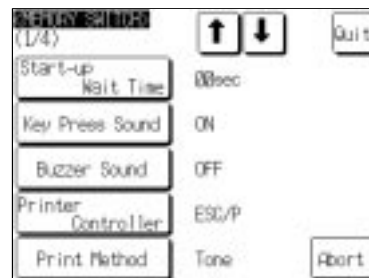 <MEMORY SWITCH>
(1/4)
↑ ↓
Quit
Start-up
Wait Time
00sec
Key Press Sound
ON
Buzzer Sound
OFF
Printer
Controller
ESC/P
Print Method
Tone
Abort